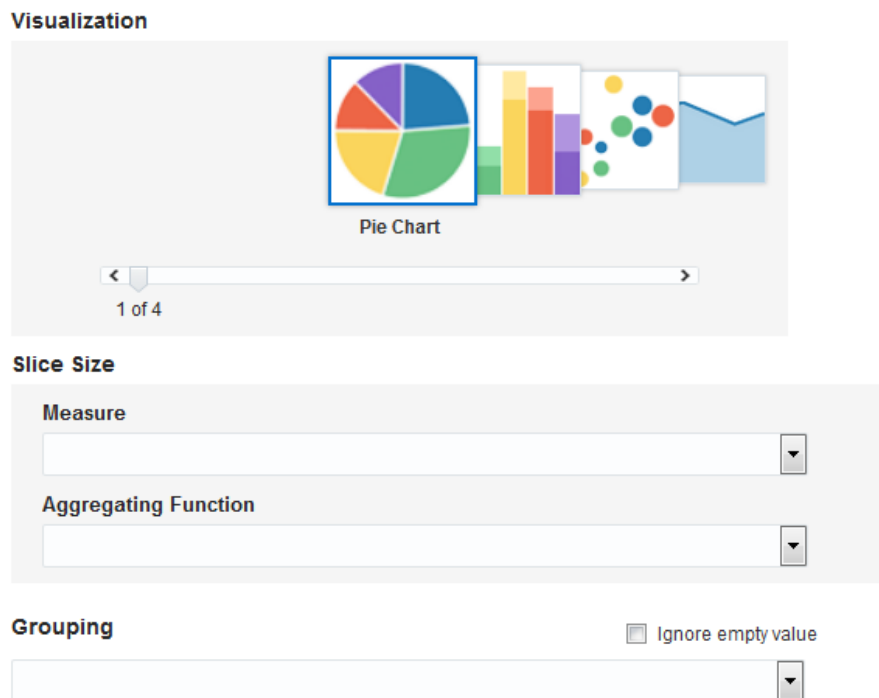 Visualization
Pie Chart
1 of 4
Slice Size
Measure
Aggregating Function
Grouping
Ignore empty value